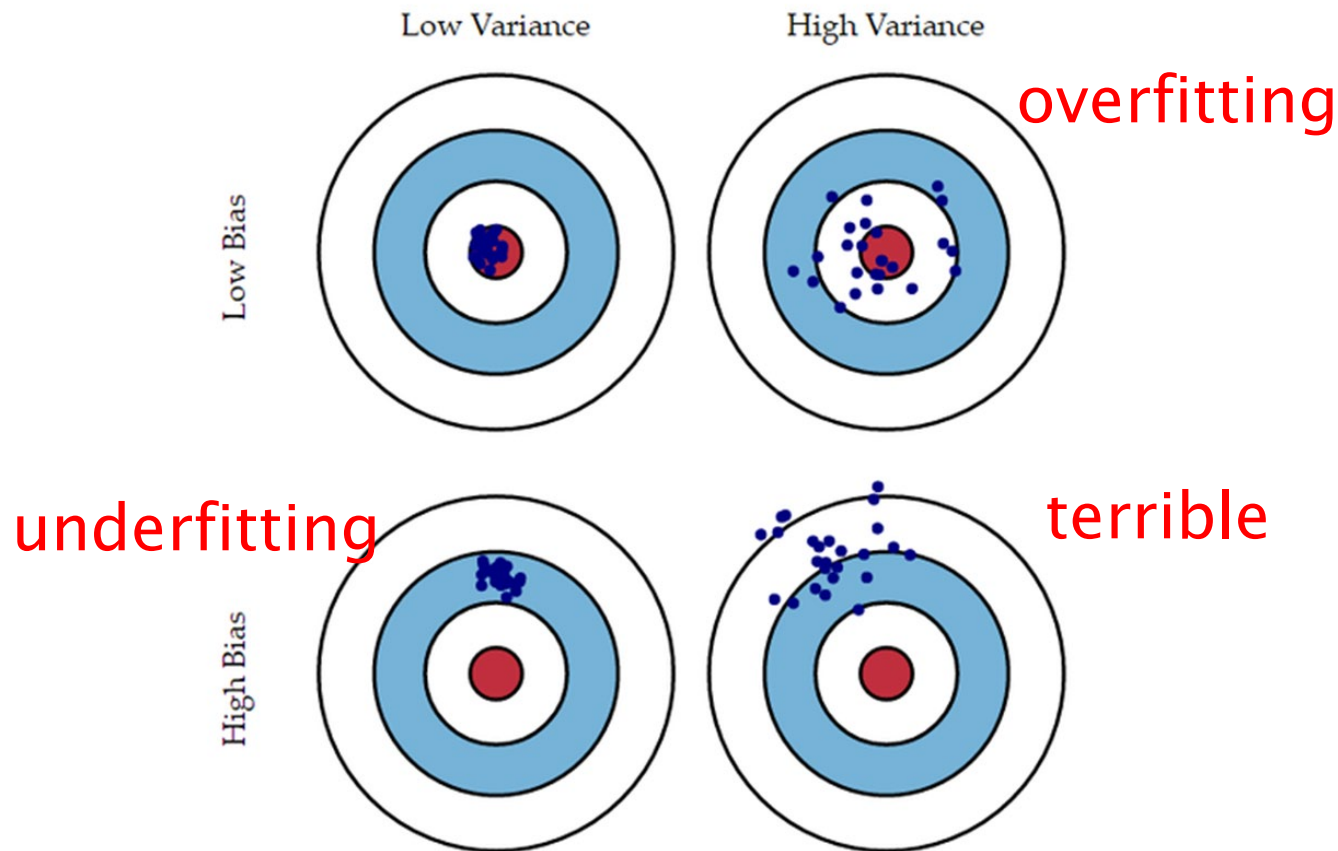 Low Variance
High Variance
overfitting
Low Bias
underfitting
terrible
High Bias